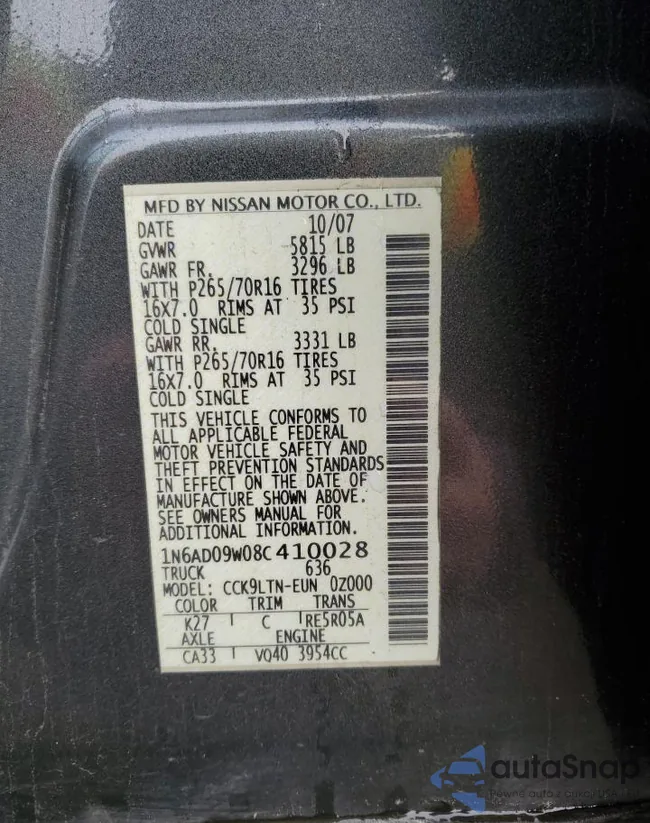 MFD BY NISSAN MOTOR CO., LTD.
DATE 10/07
GVWR 5815 LB
GAWR FR. 3296 LB
WITH P265/70R16 TIRES
16X7.0 RIMS AT 35 PSI
COLD SINGLE
GAWR RR. 3331 LB
WITH P265/70R16 TIRES
16X7.0 RIMS AT 35 PSI
COLD SINGLE
THIS VEHICLE CONFORMS TO
ALL APPLICABLE FEDERAL
MOTOR VEHICLE SAFETY AND
THEFT PREVENTION STANDARDS
IN EFFECT ON THE DATE OF
MANUFACTURE SHOWN ABOVE.
SEE OWNERS MANUAL FOR
ADDITIONAL INFORMATION.
1N6AD09W08C410028
TRUCK 636
MODEL: CCK9LTN-EUN 0Z000
COLOR TRIM TRANS
K27 C RE5R05A
AXLE ENGINE
CA33 VQ40 3954CC
autaSnap
Pewne auta z